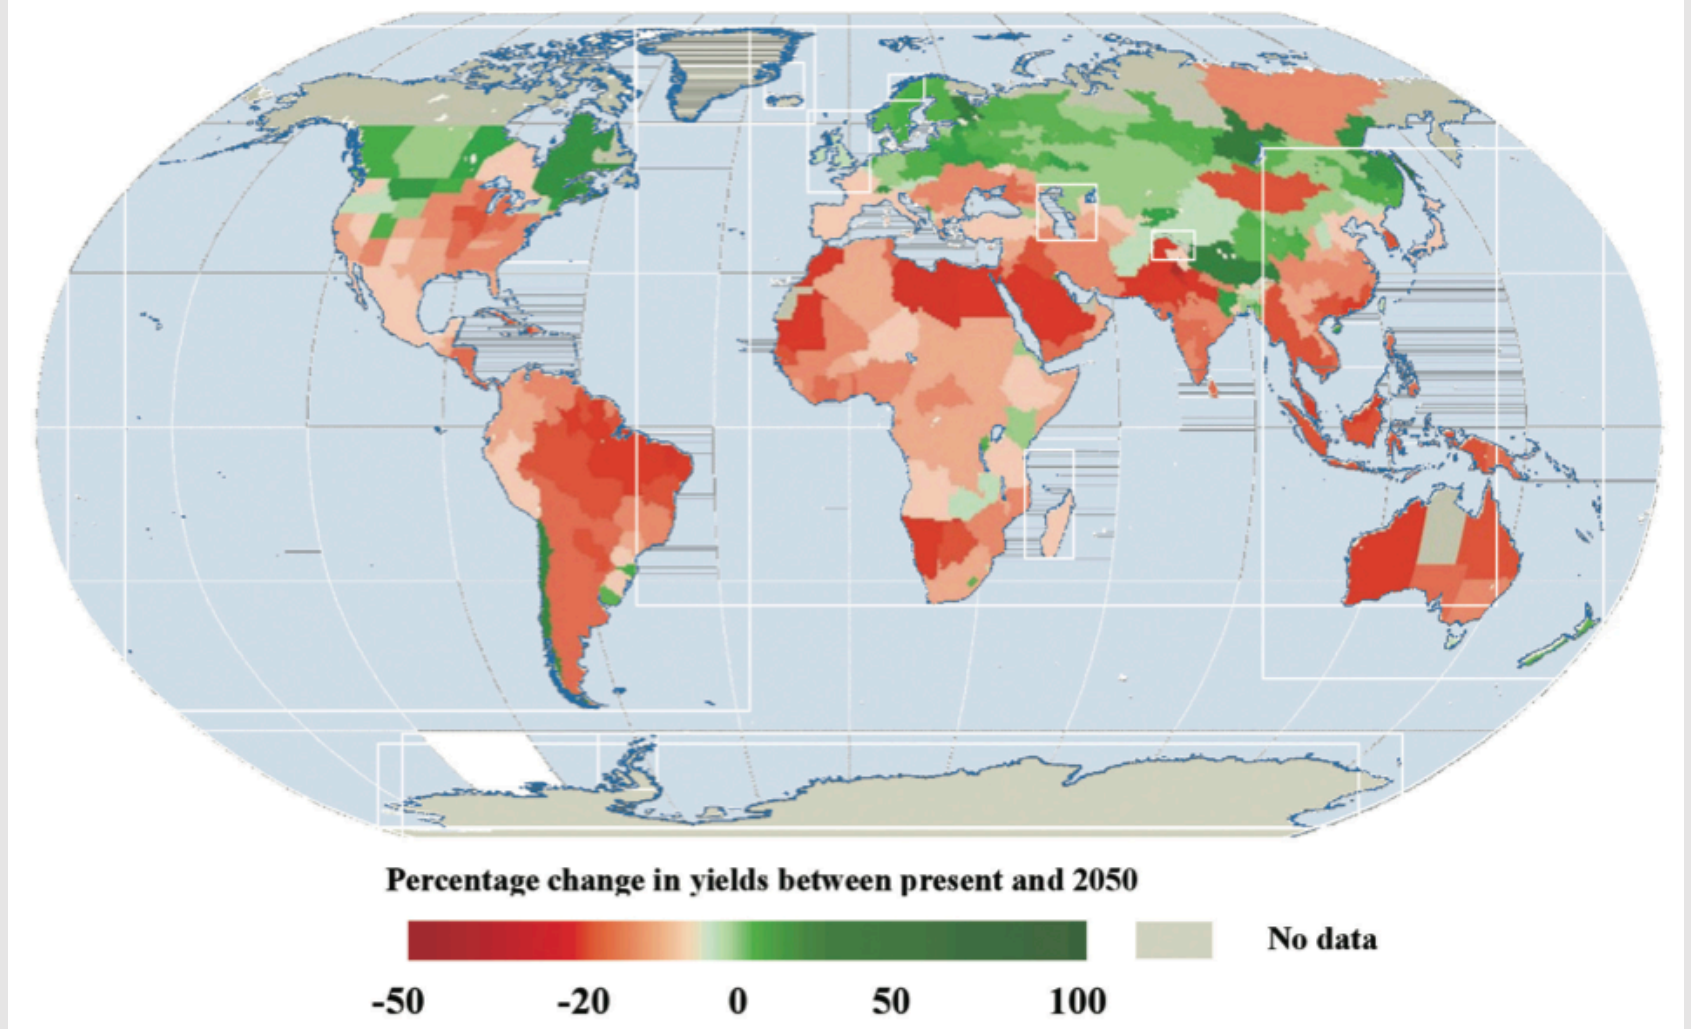 Percentage change in yields between present and 2050
No data
-50 -20 0 50 100